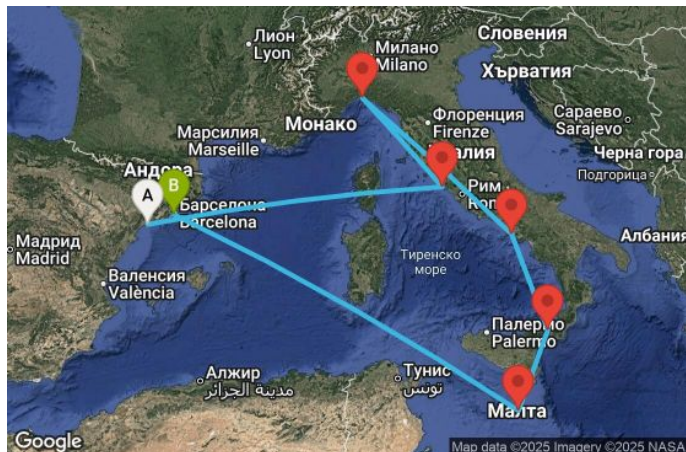 Лион
Lyon
Милано
Milano
Словения
Хърватия
Монако
Флоренция
Firenze
Сараево
Sarajevo
Марсилия
Marseille
Черна гора
Подгорица
Андора
A
B
Барселона
Barcelona
Рим
Мадрид
Madrid
Албания
Валенсия
València
Тиренско
море
Палермо
Palermo
Алжир
مدينة الجزائر
Тунис
تونس
Малта
Google
Map data ©2025 Imagery ©2025 NASA